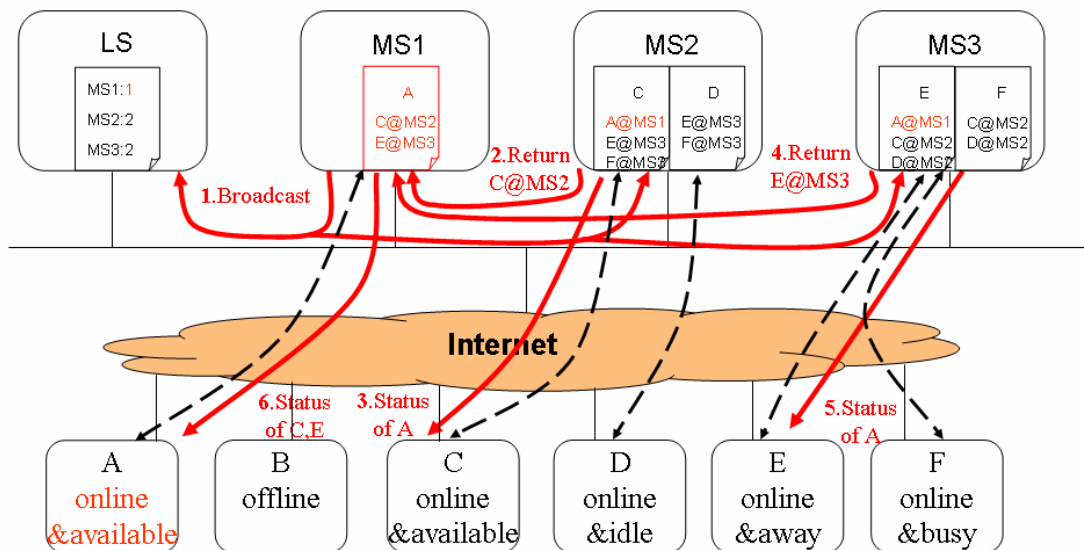 LS
MS1:1
MS2:2
MS3:2
MS1
A
C@MS2
E@MS3
MS2
C
A@MS1
E@MS3
F@MS3
D
E@MS3
F@MS3
MS3
E
A@MS1
C@MS2
D@MS2
F
C@MS2
D@MS2
1.Broadcast
2.Return
C@MS2
4.Return
E@MS3
Internet
6.Status
of C,E
3.Status
of A
5.Status
of A
A
online
&available
B
offline
C
online
&available
D
online
&idle
E
online
&away
F
online
&busy